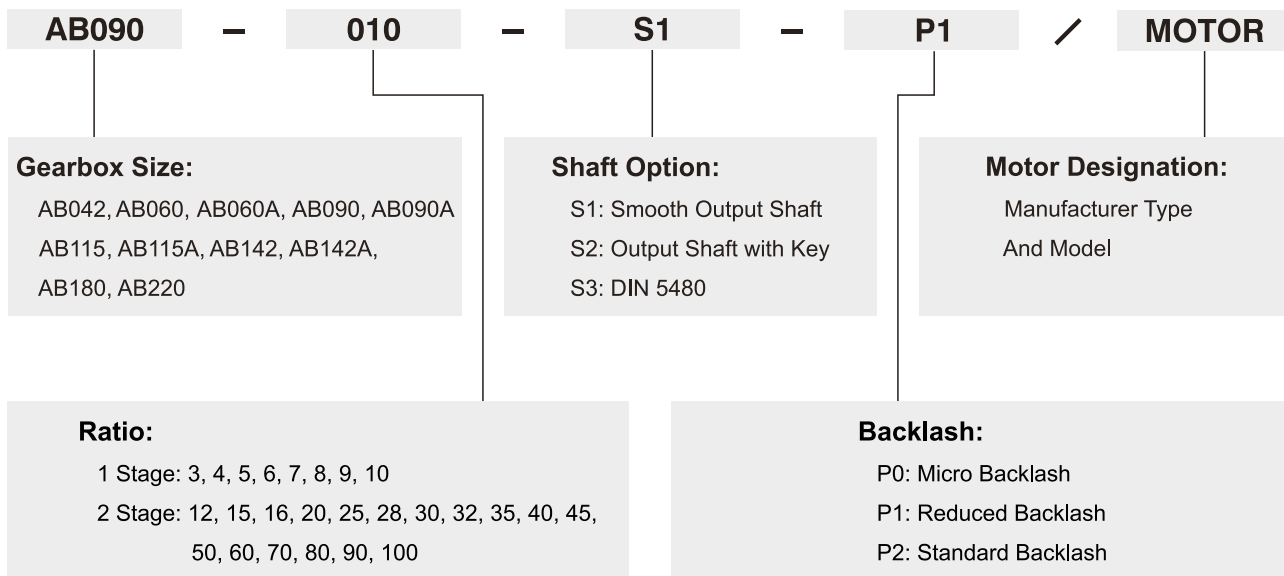 AB090 – 010 – S1 – P1 / MOTOR
Gearbox Size:
AB042, AB060, AB060A, AB090, AB090A
AB115, AB115A, AB142, AB142A,
AB180, AB220
Shaft Option:
S1: Smooth Output Shaft
S2: Output Shaft with Key
S3: DIN 5480
Motor Designation:
Manufacturer Type
And Model
Ratio:
1 Stage: 3, 4, 5, 6, 7, 8, 9, 10
2 Stage: 12, 15, 16, 20, 25, 28, 30, 32, 35, 40, 45,
50, 60, 70, 80, 90, 100
Backlash:
P0: Micro Backlash
P1: Reduced Backlash
P2: Standard Backlash